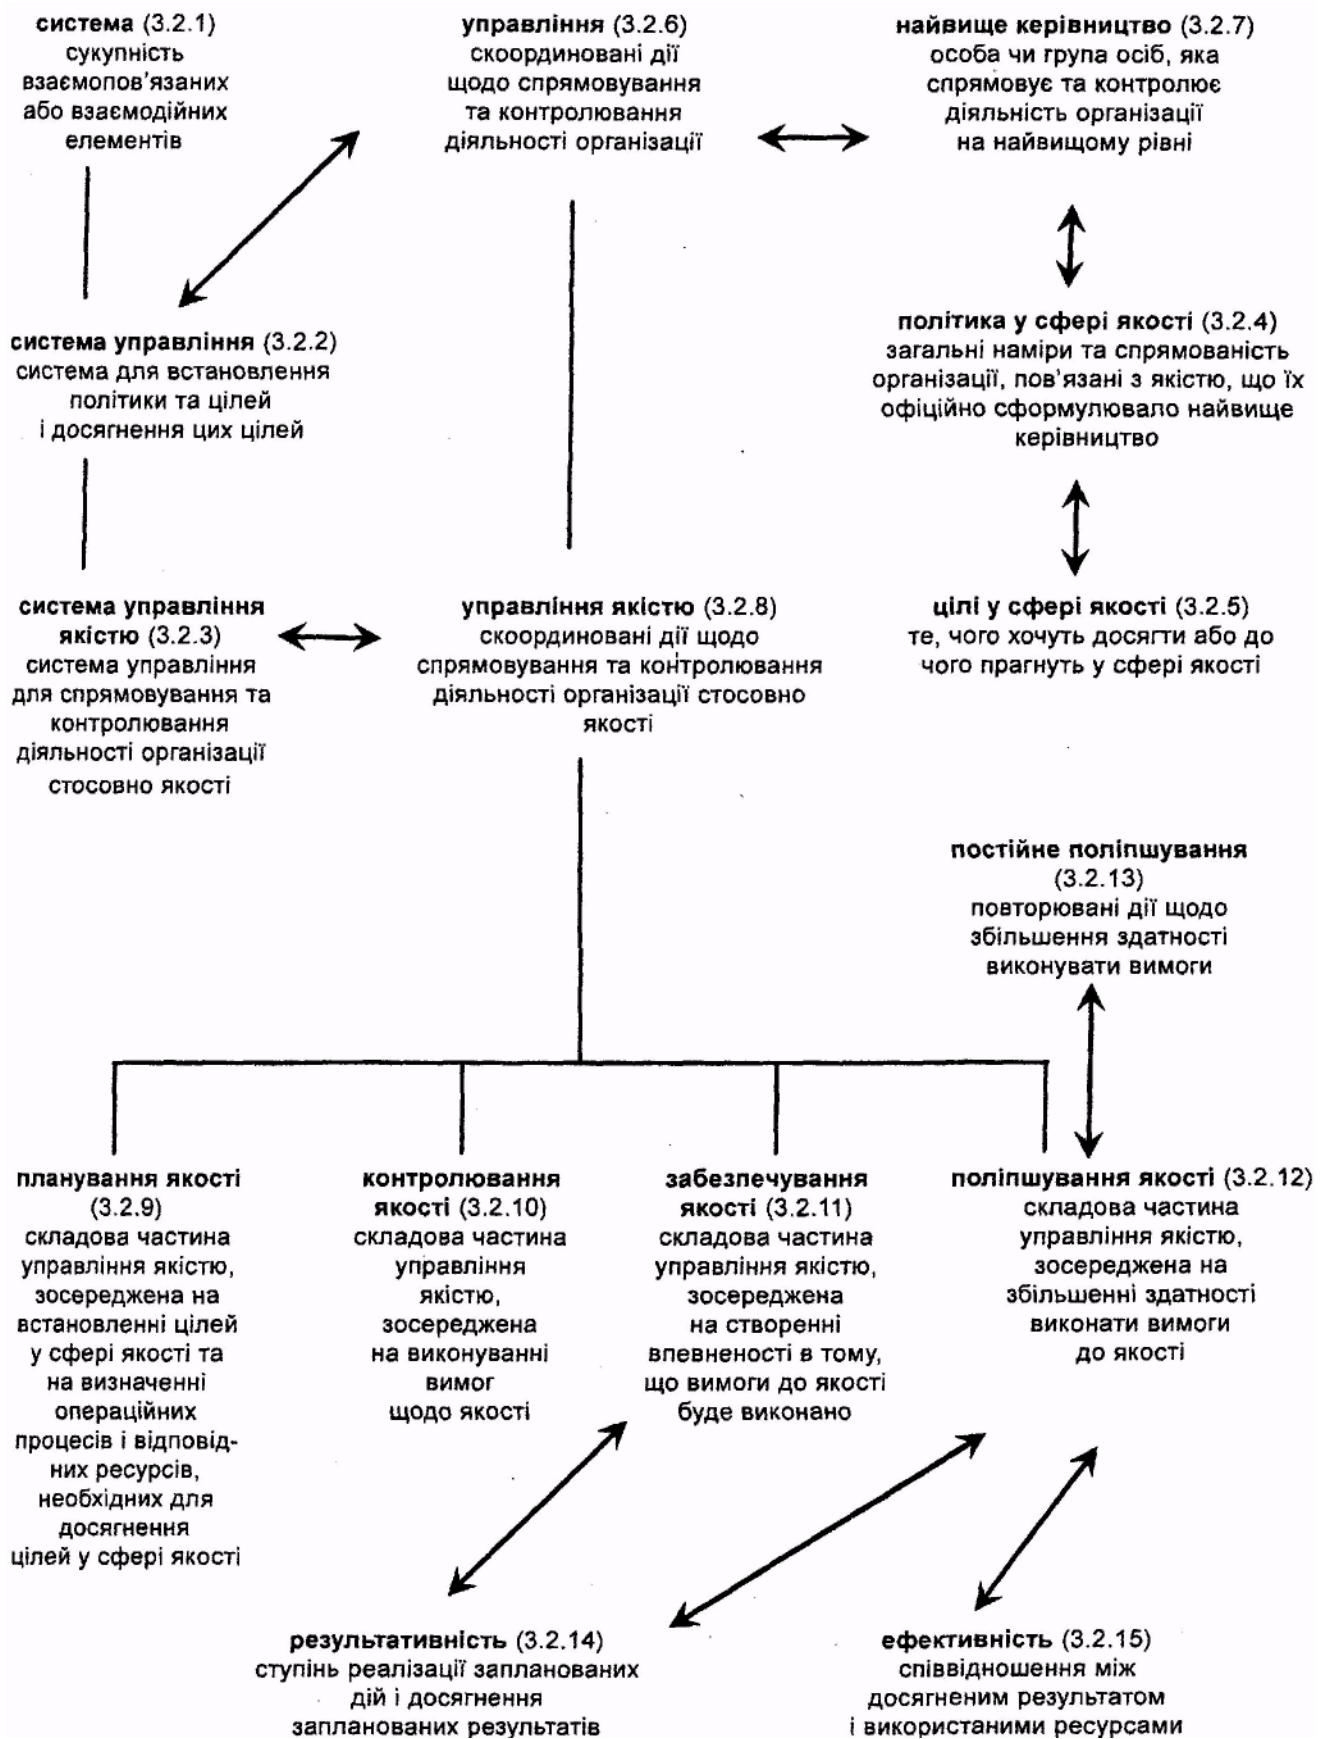 система (3.2.1)
сукупність
взаємопов'язаних
або взаємодійних
елементів
управління (3.2.6)
скоординовані дії
щодо спрямовування
та контролювання
діяльності організації
найвище керівництво (3.2.7)
особа чи група осіб, яка
спрямовує та контролює
діяльність організації
на найвищому рівні
система управління (3.2.2)
система для встановлення
політики та цілей
і досягнення цих цілей
політика у сфері якості (3.2.4)
загальні наміри та спрямованість
організації, пов'язані з якістю, що їх
офіційно сформулювало найвище
керівництво
система управління
якістю (3.2.3)
система управління
для спрямовування та
контролювання
діяльності організації
стосовно якості
управління якістю (3.2.8)
скоординовані дії щодо
спрямовування та контролювання
діяльності організації стосовно
якості
цілі у сфері якості (3.2.5)
те, чого хочуть досягти або до
чого прагнуть у сфері якості
постійне поліпшування
(3.2.13)
повторювані дії щодо
збільшення здатності
виконувати вимоги
планування якості
(3.2.9)
складова частина
управління якістю,
зосереджена на
встановленні цілей
у сфері якості та
на визначенні
операційних
процесів і відповід-
них ресурсів,
необхідних для
досягнення
цілей у сфері якості
контролювання
якості (3.2.10)
складова частина
управління
якістю,
зосереджена
на виконуванні
вимог
щодо якості
забезпечування
якості (3.2.11)
складова частина
управління якістю,
зосереджена
на створенні
впевненості в тому,
що вимоги до якості
буде виконано
поліпшування якості (3.2.12)
складова частина
управління якістю,
зосереджена на
збільшенні здатності
виконати вимоги
до якості
результативність (3.2.14)
ступінь реалізації запланованих
дій і досягнення
запланованих результатів
ефективність (3.2.15)
співвідношення між
досягненим результатом
і використаними ресурсами